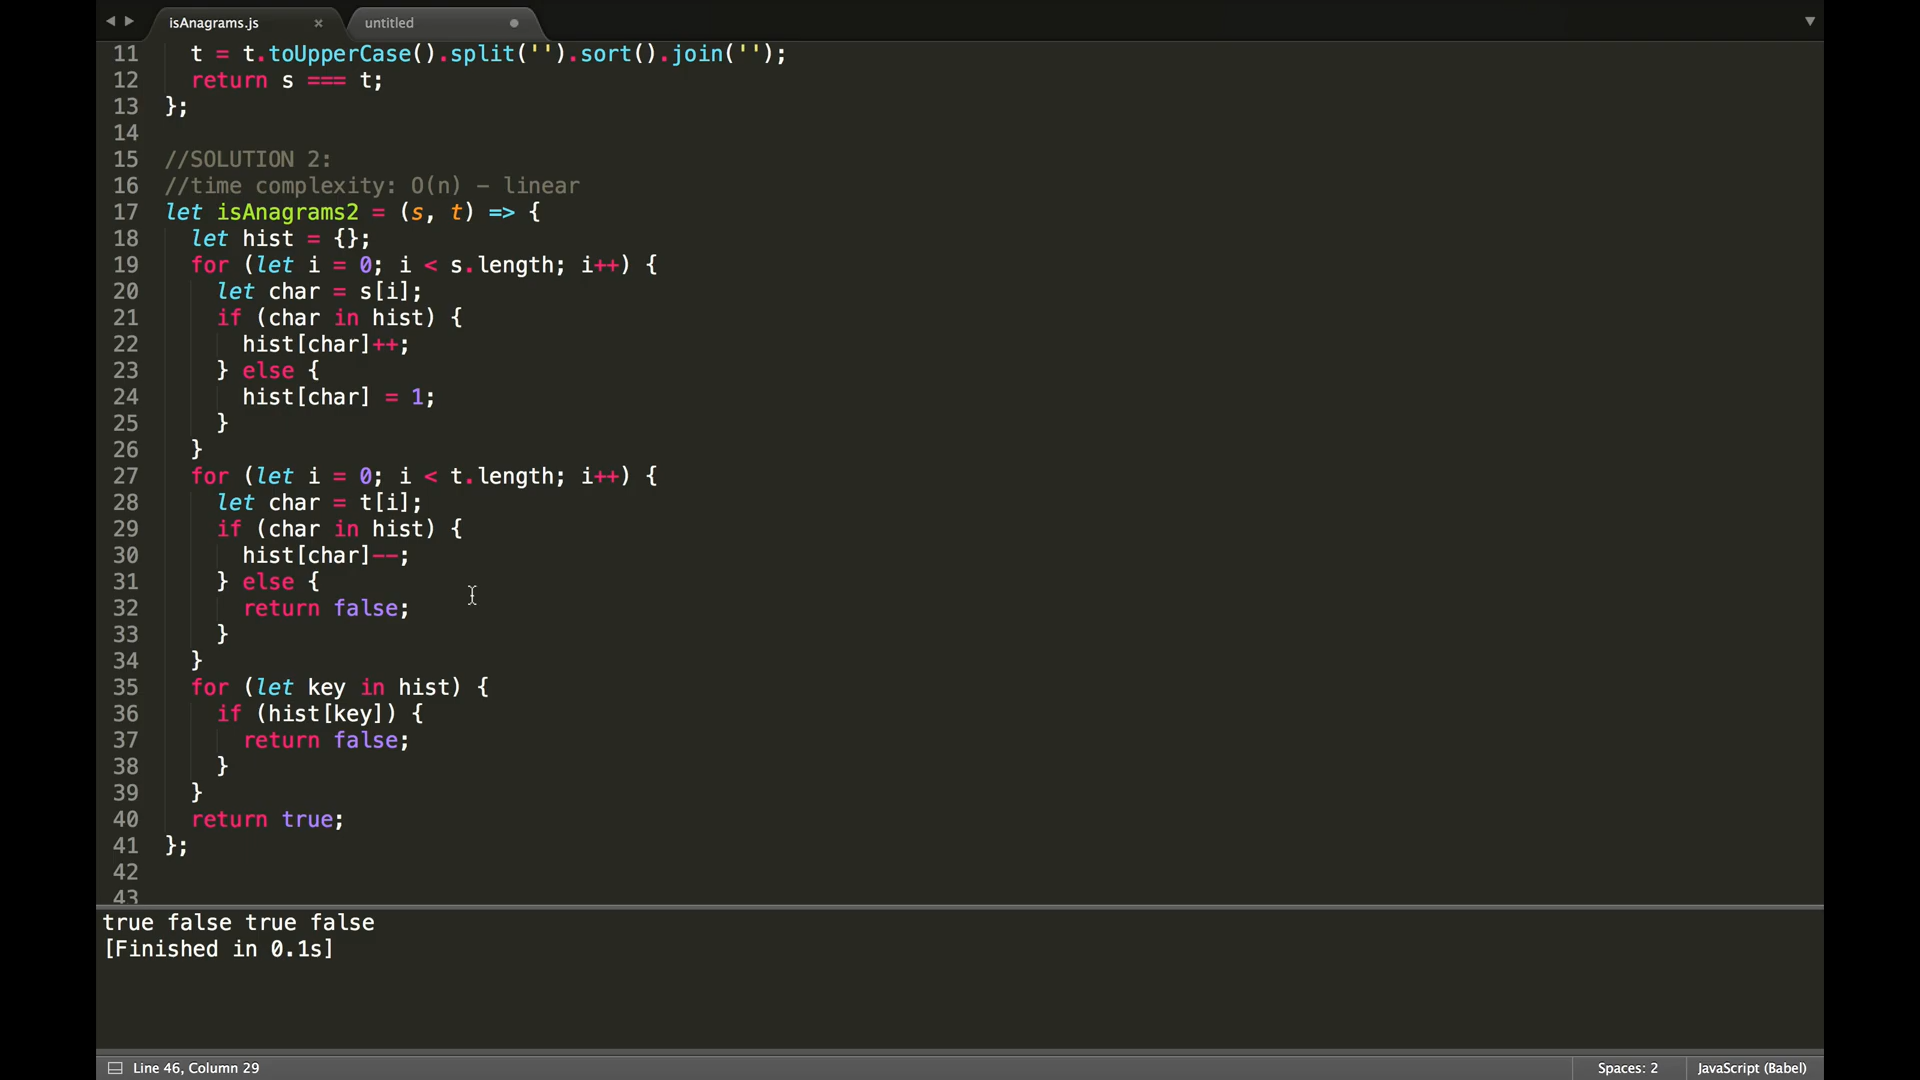 isAnagrams.js
untitled
11 t = t.toUpperCase().split('').sort().join('');
12 return s === t;
13 };
14
15 //SOLUTION 2:
16 //time complexity: O(n) - linear
17 let isAnagrams2 = (s, t) => {
18 let hist = {};
19 for (let i = 0; i < s.length; i++) {
20 let char = s[i];
21 if (char in hist) {
22 hist[char]++;
23 } else {
24 hist[char] = 1;
25 }
26 }
27 for (let i = 0; i < t.length; i++) {
28 let char = t[i];
29 if (char in hist) {
30 hist[char]--;
31 } else {
32 return false;
33 }
34 }
35 for (let key in hist) {
36 if (hist[key]) {
37 return false;
38 }
39 }
40 return true;
41 };
42
43
true false true false
[Finished in 0.1s]
Line 46, Column 29
Spaces: 2
JavaScript (Babel)